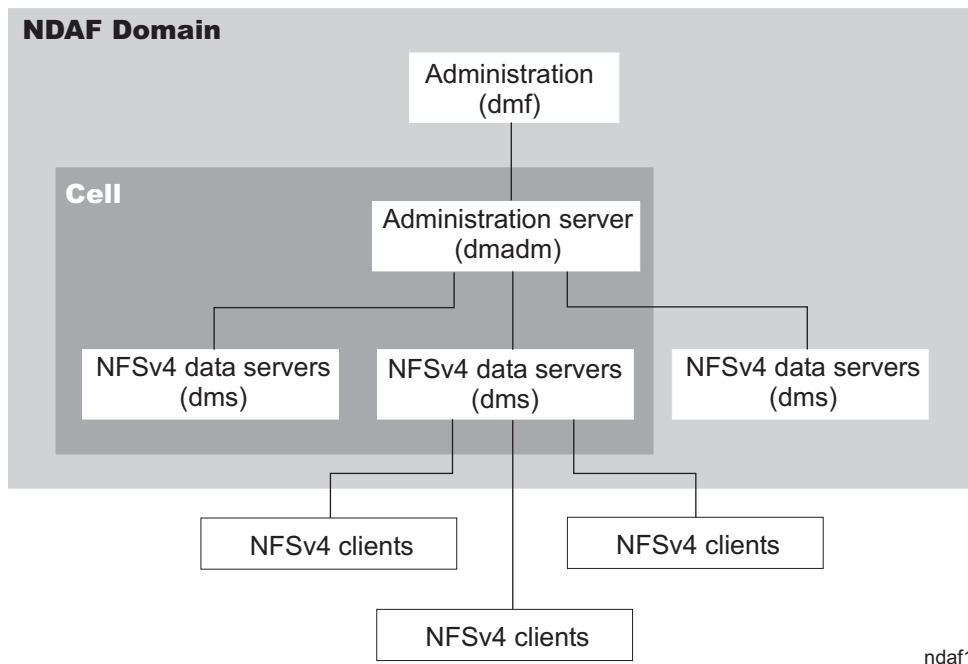 NDAF Domain
Administration
(dmf)
Cell
Administration server
(dmadm)
NFSv4 data servers
(dms)
NFSv4 data servers
(dms)
NFSv4 data servers
(dms)
NFSv4 clients
NFSv4 clients
NFSv4 clients